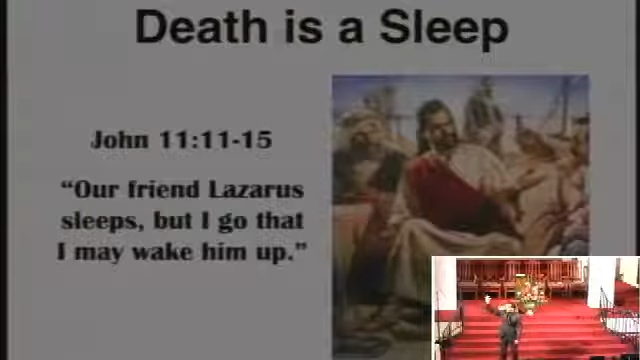 Death is a Sleep
John 11:11-15
“Our friend Lazarus
sleeps, but I go that
I may wake him up.”